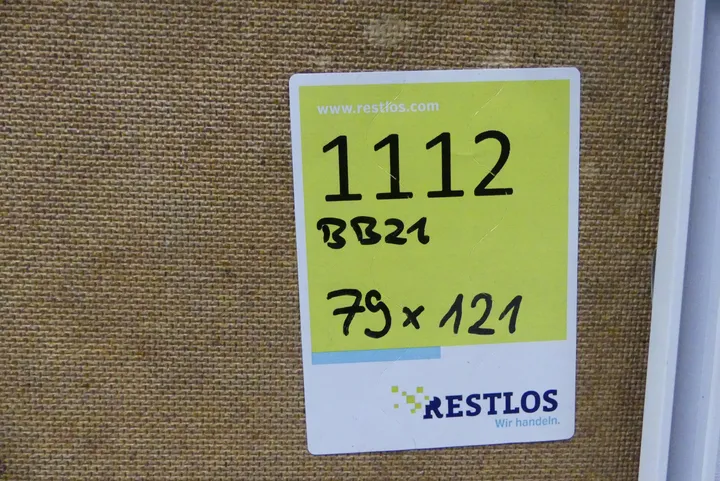 www.restlos.com
1112
BB21
79 x 121
RESTLOS
Wir handeln.